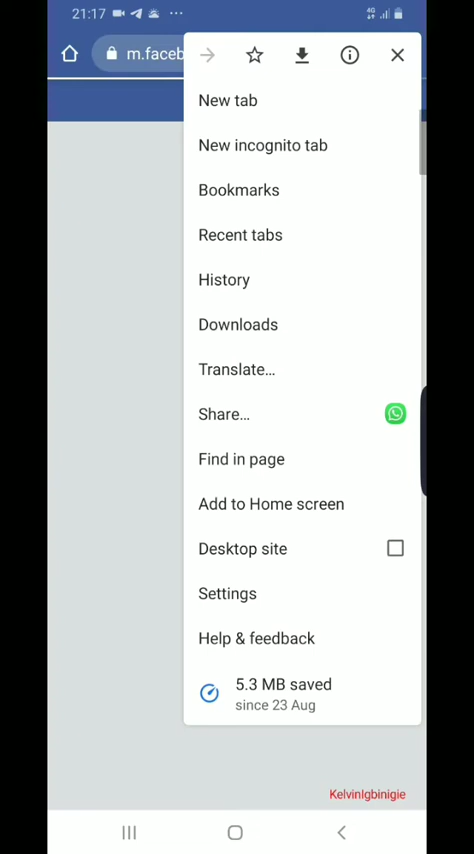 21:17
4G
m.faceb
New tab
New incognito tab
Bookmarks
Recent tabs
History
Downloads
Translate...
Share...
Find in page
Add to Home screen
Desktop site
Settings
Help & feedback
5.3 MB saved
since 23 Aug
KelvinIgbinigie